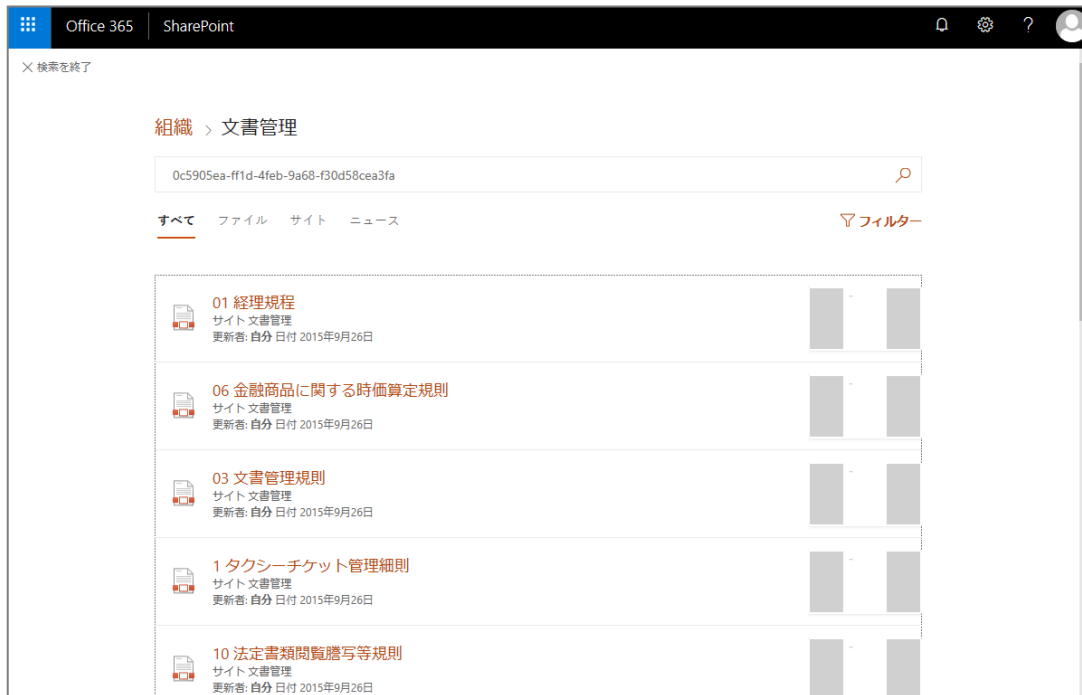 Office 365 SharePoint ?
× 検索を終了
組織 > 文書管理
0c5905ea-ff1d-4feb-9a68-f30d58cea3fa
すべて ファイル サイト ニュース フィルター
01 経理規程
サイト 文書管理
更新者: 自分 日付 2015年9月26日
06 金融商品に関する時価算定規則
サイト 文書管理
更新者: 自分 日付 2015年9月26日
03 文書管理規則
サイト 文書管理
更新者: 自分 日付 2015年9月26日
1 タクシーチケット管理細則
サイト 文書管理
更新者: 自分 日付 2015年9月26日
10 法定書類閲覧謄写等規則
サイト 文書管理
更新者: 自分 日付 2015年9月26日